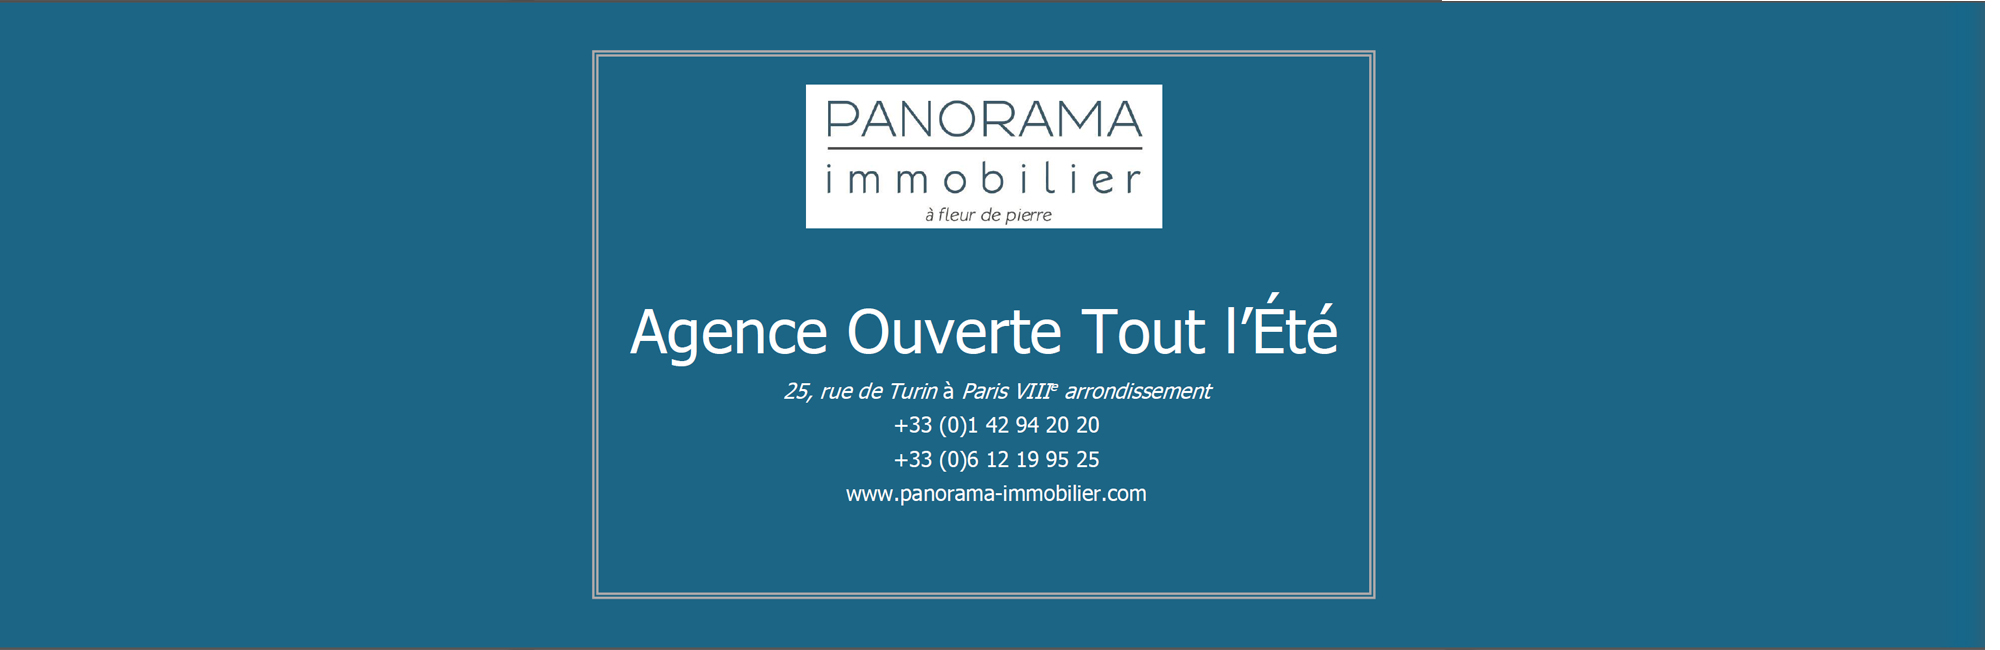 PANORAMA
immobilier
à fleur de pierre
Agence Ouverte Tout l’Été
25, rue de Turin à Paris VIIIᵉ arrondissement
+33 (0)1 42 94 20 20
+33 (0)6 12 19 95 25
www.panorama-immobilier.com